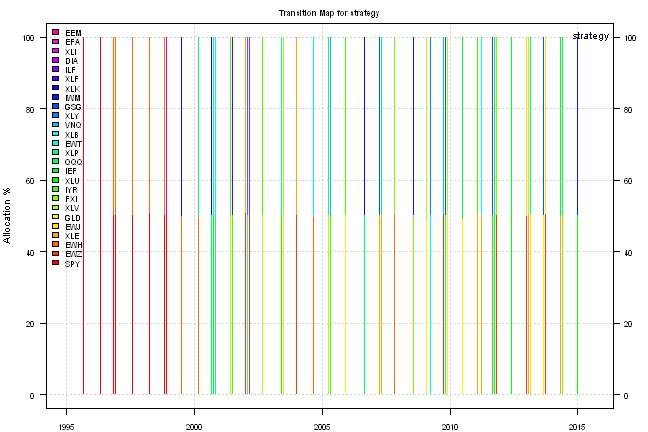 Transition Map for strategy
strategy
Allocation %
100
80
60
40
20
0
EEM
EFA
XLI
DIA
ILF
XLF
XLK
IWM
GSG
XLY
VNQ
XLB
EWT
XLP
QQQ
IEF
XLU
IYR
FXI
XLV
GLD
EWJ
XLE
EWH
EWZ
SPY
100
80
60
40
20
0
1995
2000
2005
2010
2015